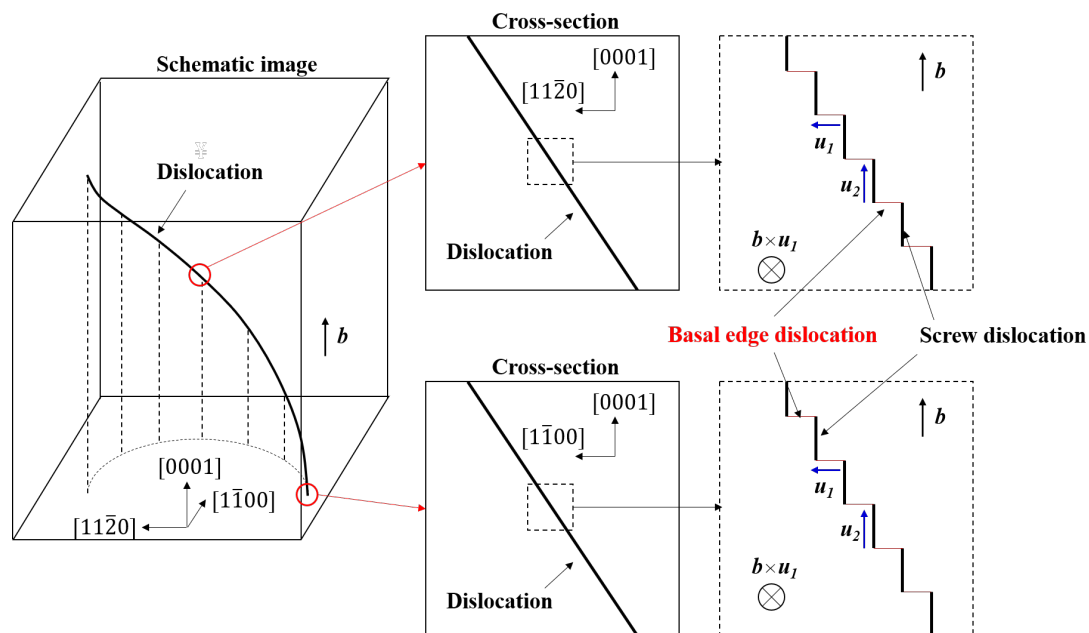 Schematic image
Dislocation
b
[0001]
[11̄00]
[112̄0]
Cross-section
[0001]
[112̄0]
Dislocation
b
u1
u2
b×u1
Basal edge dislocation
Screw dislocation
Cross-section
[0001]
[11̄00]
Dislocation
b
u1
u2
b×u1